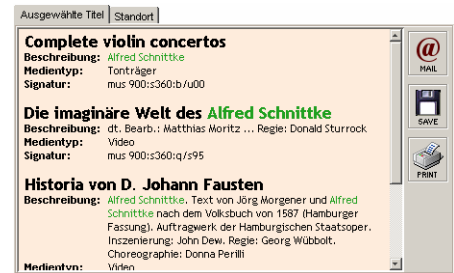 Ausgewählte Titel Standort
Complete violin concertos
Beschreibung: Alfred Schnittke
Medientyp: Tonträger
Signatur: mus 900:s360:b/u00
Die imaginäre Welt des Alfred Schnittke
Beschreibung: dt. Bearb.: Matthias Moritz ... Regie: Donald Sturrock
Medientyp: Video
Signatur: mus 900:s360:q/s95
Historia von D. Johann Fausten
Beschreibung: Alfred Schnittke. Text von Jörg Morgener und Alfred
Schnittke nach dem Volksbuch von 1587 (Hamburger
Fassung). Auftragwerk der Hamburgischen Staatsoper.
Inszenierung: John Dew. Regie: Georg Wübbolt.
Choreographie: Donna Perilli
Medientyp: Video
@
MAIL
SAVE
PRINT